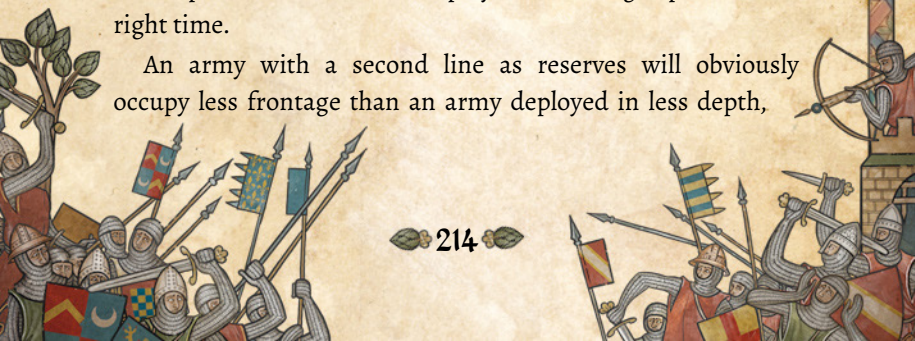 right time.
An army with a second line as reserves will obviously
occupy less frontage than an army deployed in less depth,
214